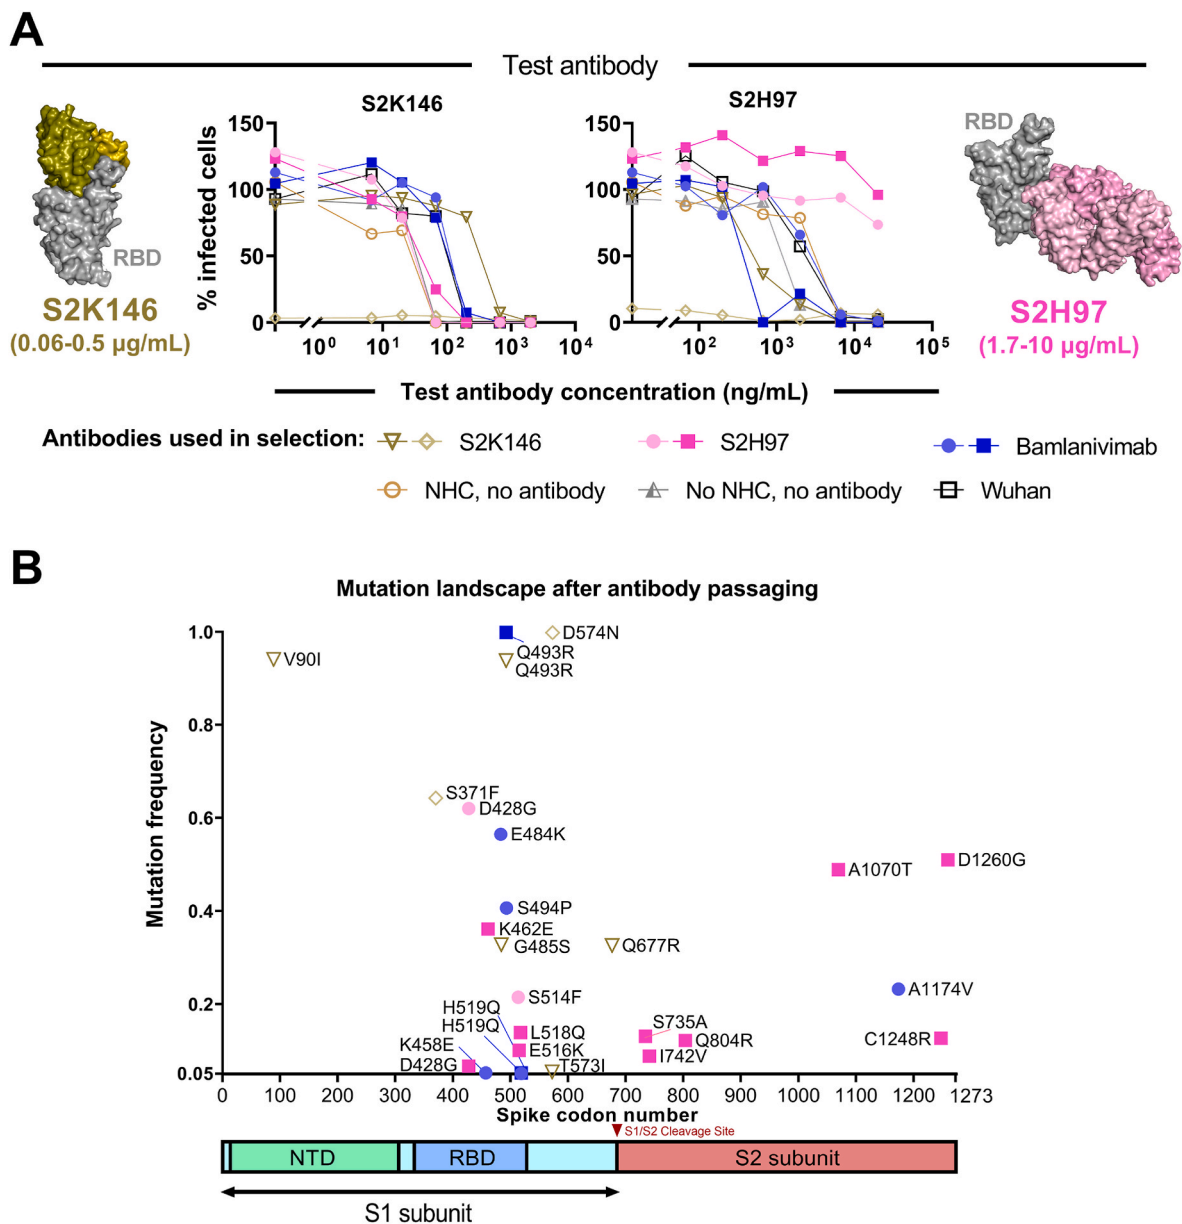 A
Test antibody
S2K146
S2H97
RBD
RBD
S2K146
(0.06-0.5 μg/mL)
S2H97
(1.7-10 μg/mL)
% infected cells
150
100
50
0
10⁰ 10¹ 10² 10³ 10⁴
150
100
50
0
10² 10³ 10⁴ 10⁵
Test antibody concentration (ng/mL)
Antibodies used in selection:
S2K146
S2H97
Bamlanivimab
NHC, no antibody
No NHC, no antibody
Wuhan
B
Mutation landscape after antibody passaging
Mutation frequency
1.0
0.8
0.6
0.4
0.2
0.05
D574N
Q493R
V90I
Q493R
S371F
D428G
E484K
D1260G
A1070T
S494P
K462E
G485S
Q677R
A1174V
S514F
H519Q
S735A
H519Q
L518Q
Q804R
C1248R
K458E
E516K
I742V
D428G
T573I
0 100 200 300 400 500 600 700 800 900 1000 1100 1200 1273
Spike codon number
S1/S2 Cleavage Site
NTD
RBD
S2 subunit
S1 subunit